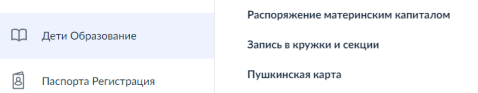 Дети Образование
Паспорта Регистрация
Распоряжение материнским капиталом
Запись в кружки и секции
Пушкинская карта